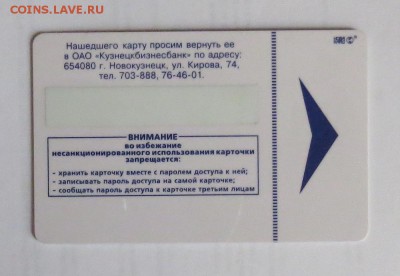 COINS.LAVE.RU
Нашедшего карту просим вернуть ее
в ОАО «Кузнецкбизнесбанк» по адресу:
654080 г. Новокузнецк, ул. Кирова, 74,
тел. 703-888, 76-46-01.
ВНИМАНИЕ
во избежание
несанкционированного использования карточки
запрещается:
- хранить карточку вместе с паролем доступа к ней;
- записывать пароль доступа на самой карточке;
- сообщать пароль доступа к карточке третьим лицам